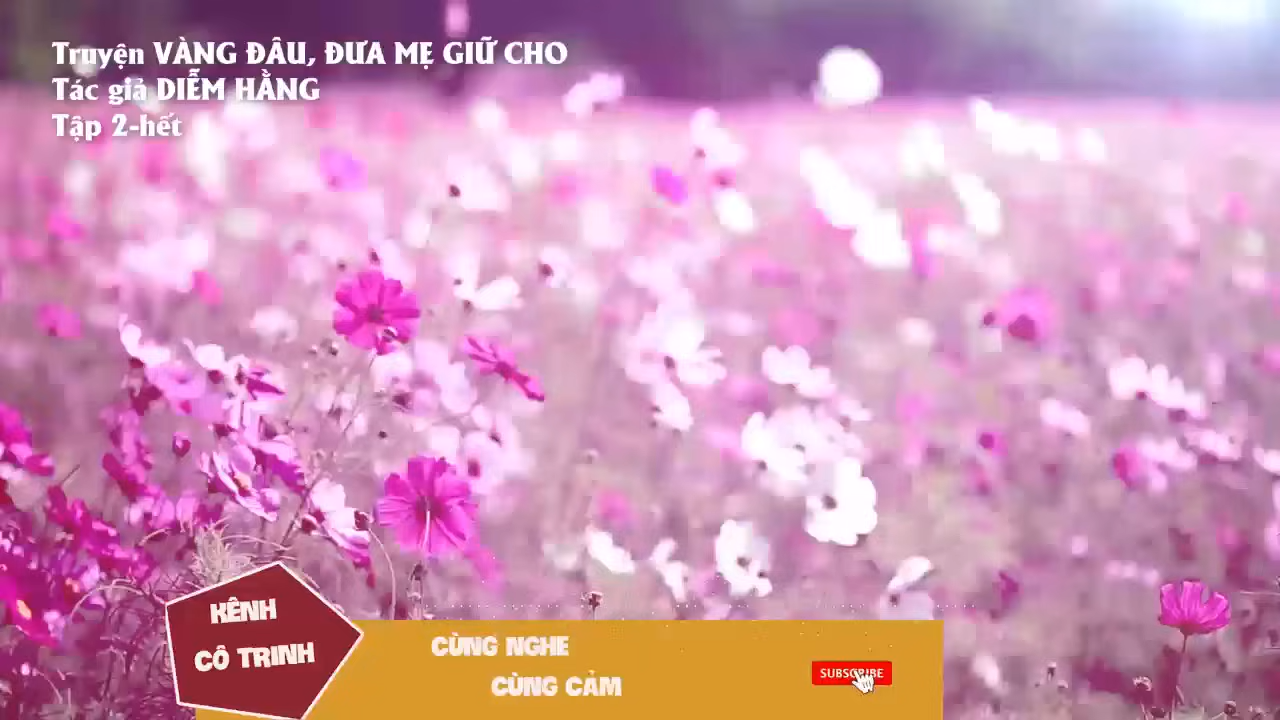 Truyện VÀNG ĐÂU, ĐƯA MẸ GIỮ CHO
Tác giả DIỄM HẰNG
Tập 2-hết
KÊNH
CÔ TRINH
CÙNG NGHE
CÙNG CẢM
SUBSCRIBE